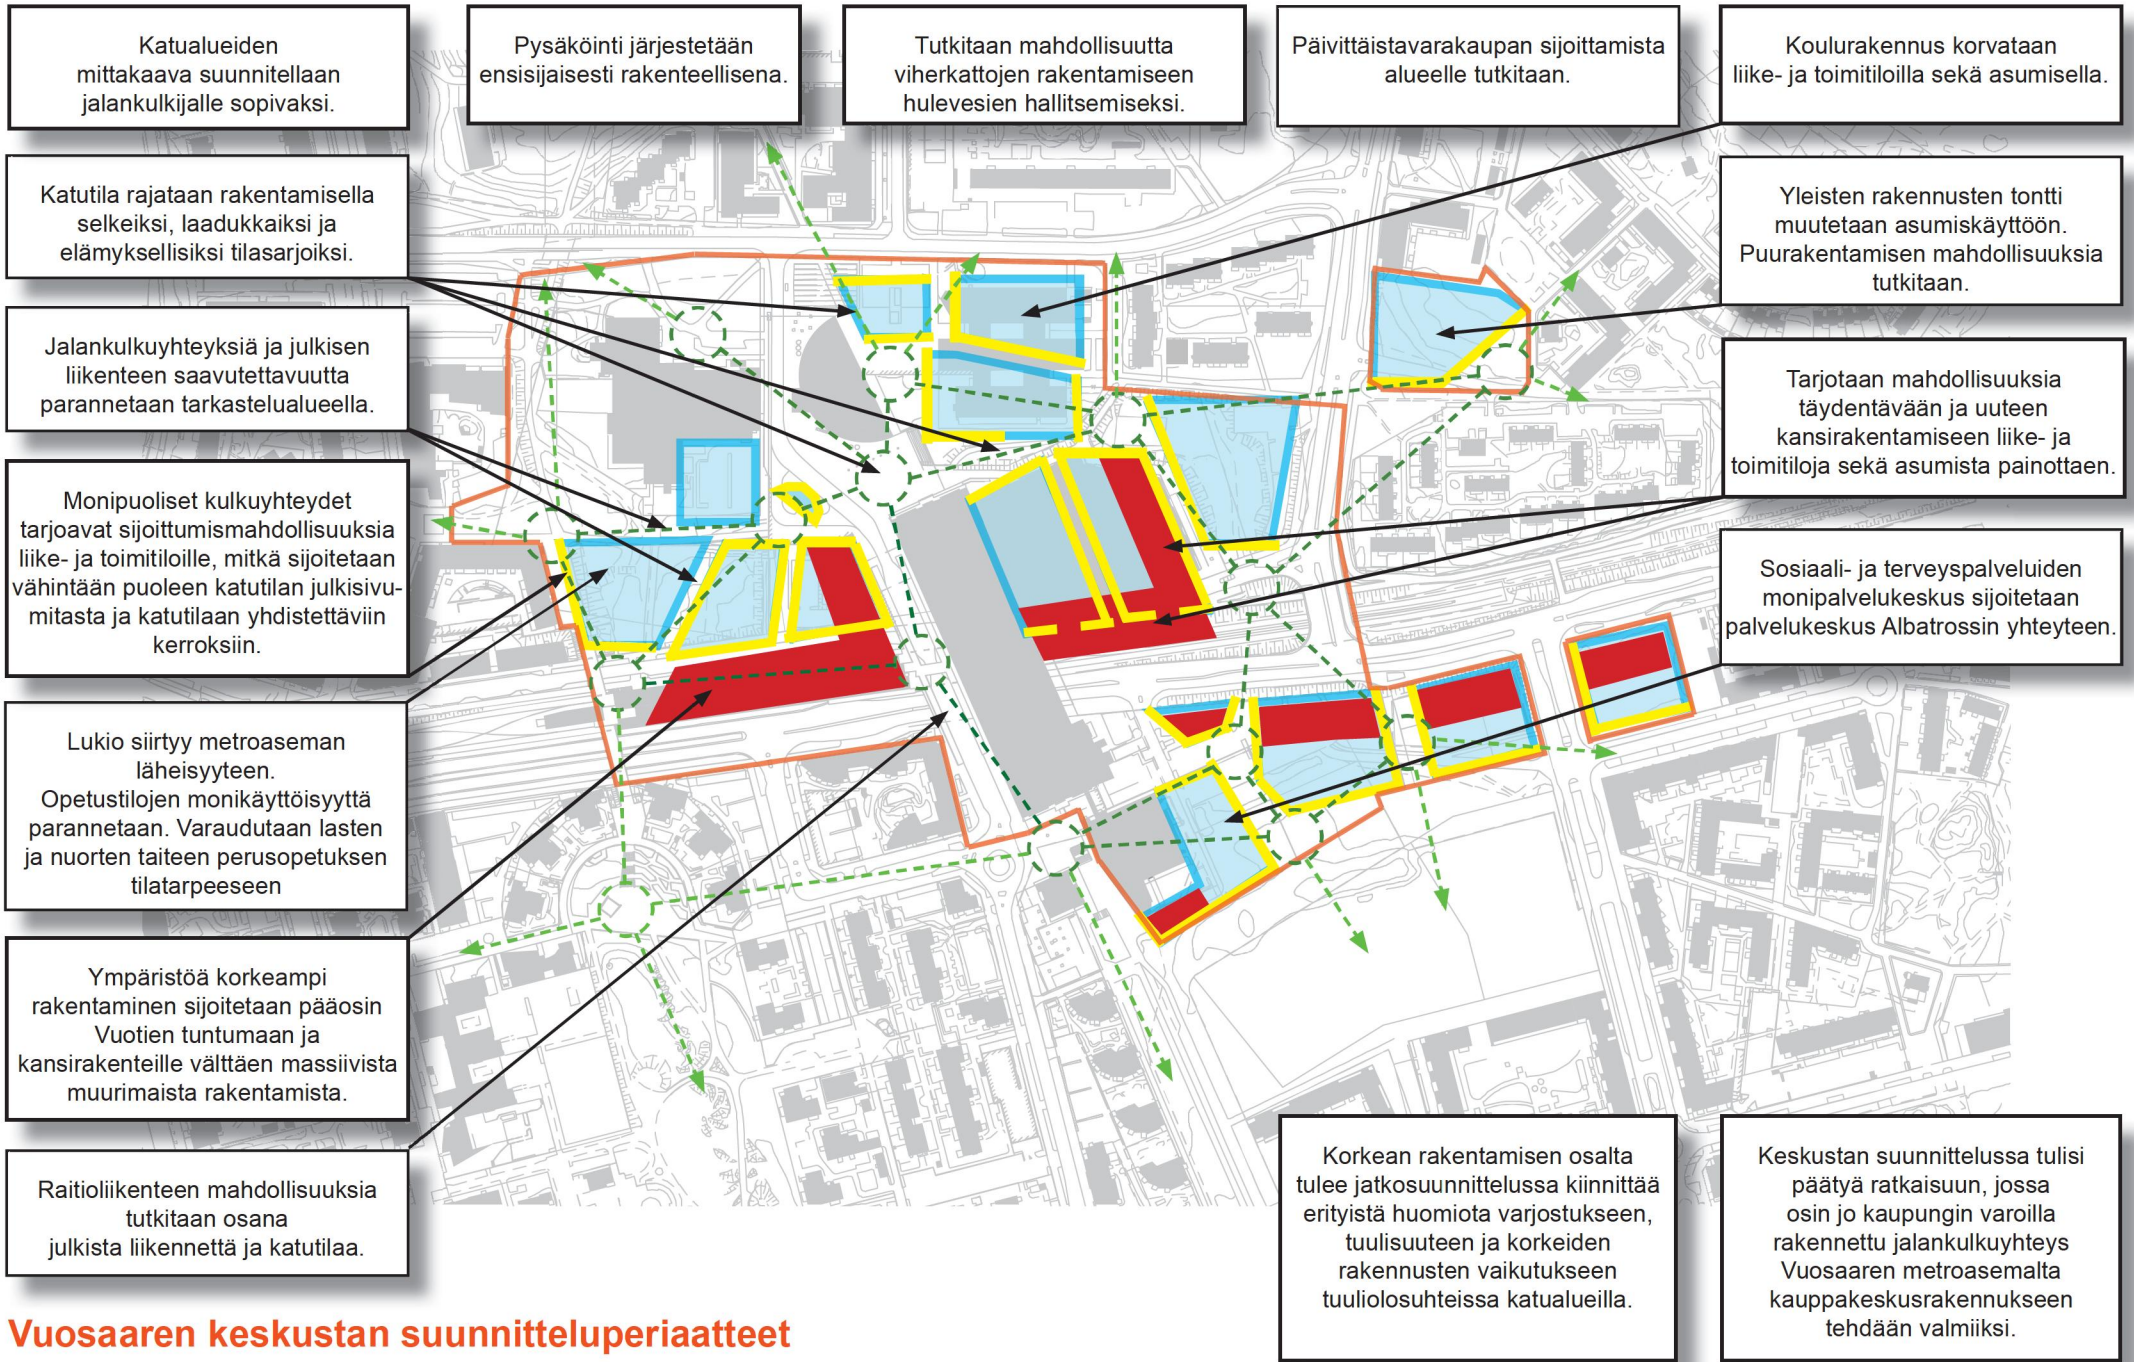 Katualueiden
mittakaava suunnitellaan
jalankulkijalle sopivaksi.
Pysäköinti järjestetään
ensisijaisesti rakenteellisena.
Tutkitaan mahdollisuutta
viherkattojen rakentamiseen
hulevesien hallitsemiseksi.
Päivittäistavarakaupan sijoittamista
alueelle tutkitaan.
Koulurakennus korvataan
liike- ja toimitiloilla sekä asumisella.
Katutila rajataan rakentamisella
selkeiksi, laadukkaiksi ja
elämyksellisiksi tilasarjoiksi.
Yleisten rakennusten tontti
muutetaan asumiskäyttöön.
Puurakentamisen mahdollisuuksia
tutkitaan.
Jalankulkuyhteyksiä ja julkisen
liikenteen saavutettavuutta
parannetaan tarkastelualueella.
Tarjotaan mahdollisuuksia
täydentävään ja uuteen
kansirakentamiseen liike- ja
toimitiloja sekä asumista painottaen.
Monipuoliset kulkuyhteydet
tarjoavat sijoittumismahdollisuuksia
liike- ja toimitiloille, mitkä sijoitetaan
vähintään puoleen katutilan julkisivu-
mitasta ja katutilaan yhdistettäviin
kerroksiin.
Sosiaali- ja terveyspalveluiden
monipalvelukeskus sijoitetaan
palvelukeskus Albatrossin yhteyteen.
Lukio siirtyy metroaseman
läheisyyteen.
Opetustilojen monikäyttöisyyttä
parannetaan. Varaudutaan lasten
ja nuorten taiteen perusopetuksen
tilatarpeeseen
Ympäristöä korkeampi
rakentaminen sijoitetaan pääosin
Vuotien tuntumaan ja
kansirakenteille välttäen massiivista
muurimaista rakentamista.
Raitioliikenteen mahdollisuuksia
tutkitaan osana
julkista liikennettä ja katutilaa.
Korkean rakentamisen osalta
tulee jatkosuunnittelussa kiinnittää
erityistä huomiota varjostukseen,
tuulisuuteen ja korkeiden
rakennusten vaikutukseen
tuuliolosuhteissa katualueilla.
Keskustan suunnittelussa tulisi
päätyä ratkaisuun, jossa
osin jo kaupungin varoilla
rakennettu jalankulkuyhteys
Vuosaaren metroasemalta
kauppakeskusrakennukseen
tehdään valmiiksi.
Vuosaaren keskustan suunnitteluperiaatteet